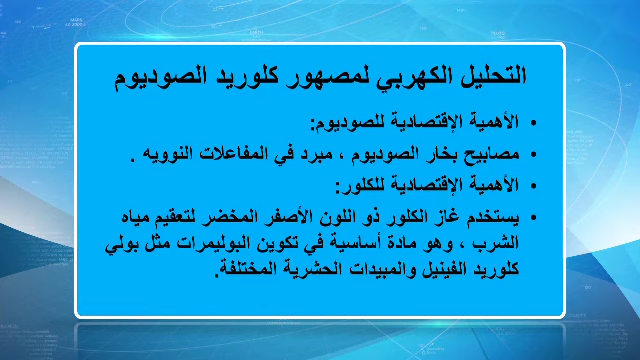 التحليل الكهربي لمصهور كلوريد الصوديوم
• الأهمية الإقتصادية للصوديوم:
• مصابيح بخار الصوديوم ، مبرد في المفاعلات النوويه .
• الأهمية الإقتصادية للكلور:
• يستخدم غاز الكلور ذو اللون الأصفر المخضر لتعقيم مياه
الشرب ، وهو مادة أساسية في تكوين البوليمرات مثل بولي
كلوريد الفينيل والمبيدات الحشرية المختلفة.